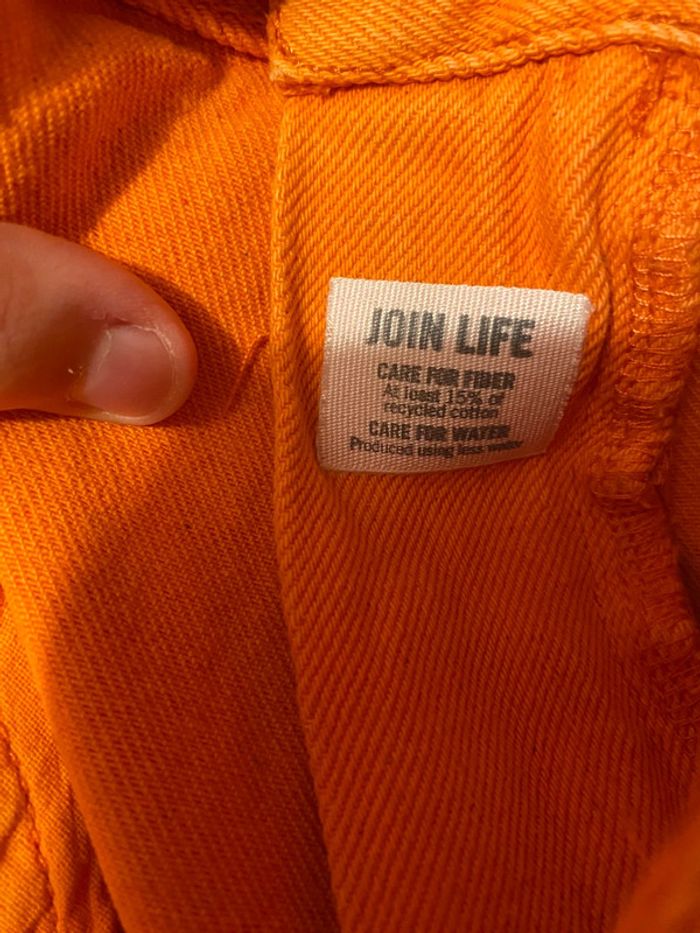 JOIN LIFE
CARE FOR FIBER
At least 15% of
recycled cotton
CARE FOR WATER
Produced using less water